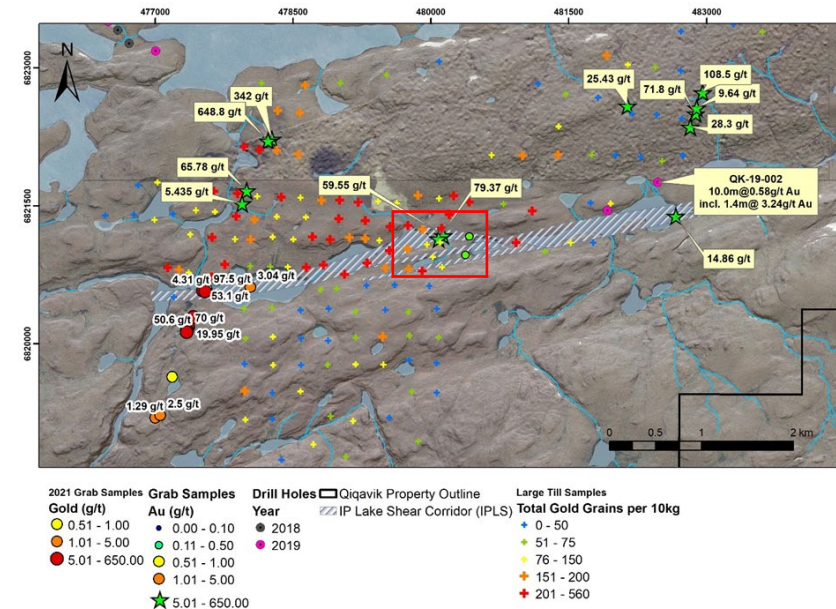 477000 478500 480000 481500 483000
6823000
6821500
6820000
N
342 g/t
648.8 g/t
65.78 g/t
5.435 g/t
59.55 g/t
79.37 g/t
25.43 g/t
71.8 g/t
108.5 g/t
9.64 g/t
28.3 g/t
QK-19-002
10.0m@0.58g/t Au
incl. 1.4m@ 3.24g/t Au
14.86 g/t
4.31 g/t
97.5 g/t
3.04 g/t
53.1 g/t
50.6 g/t
70 g/t
19.95 g/t
1.29 g/t
2.5 g/t
0 0.5 1 2 km
2021 Grab Samples
Gold (g/t)
0.51 - 1.00
1.01 - 5.00
5.01 - 650.00
Grab Samples
Au (g/t)
0.00 - 0.10
0.11 - 0.50
0.51 - 1.00
1.01 - 5.00
5.01 - 650.00
Drill Holes
Year
2018
2019
Qiqavik Property Outline
IP Lake Shear Corridor (IPLS)
Large Till Samples
Total Gold Grains per 10kg
0 - 50
51 - 75
76 - 150
151 - 200
201 - 560